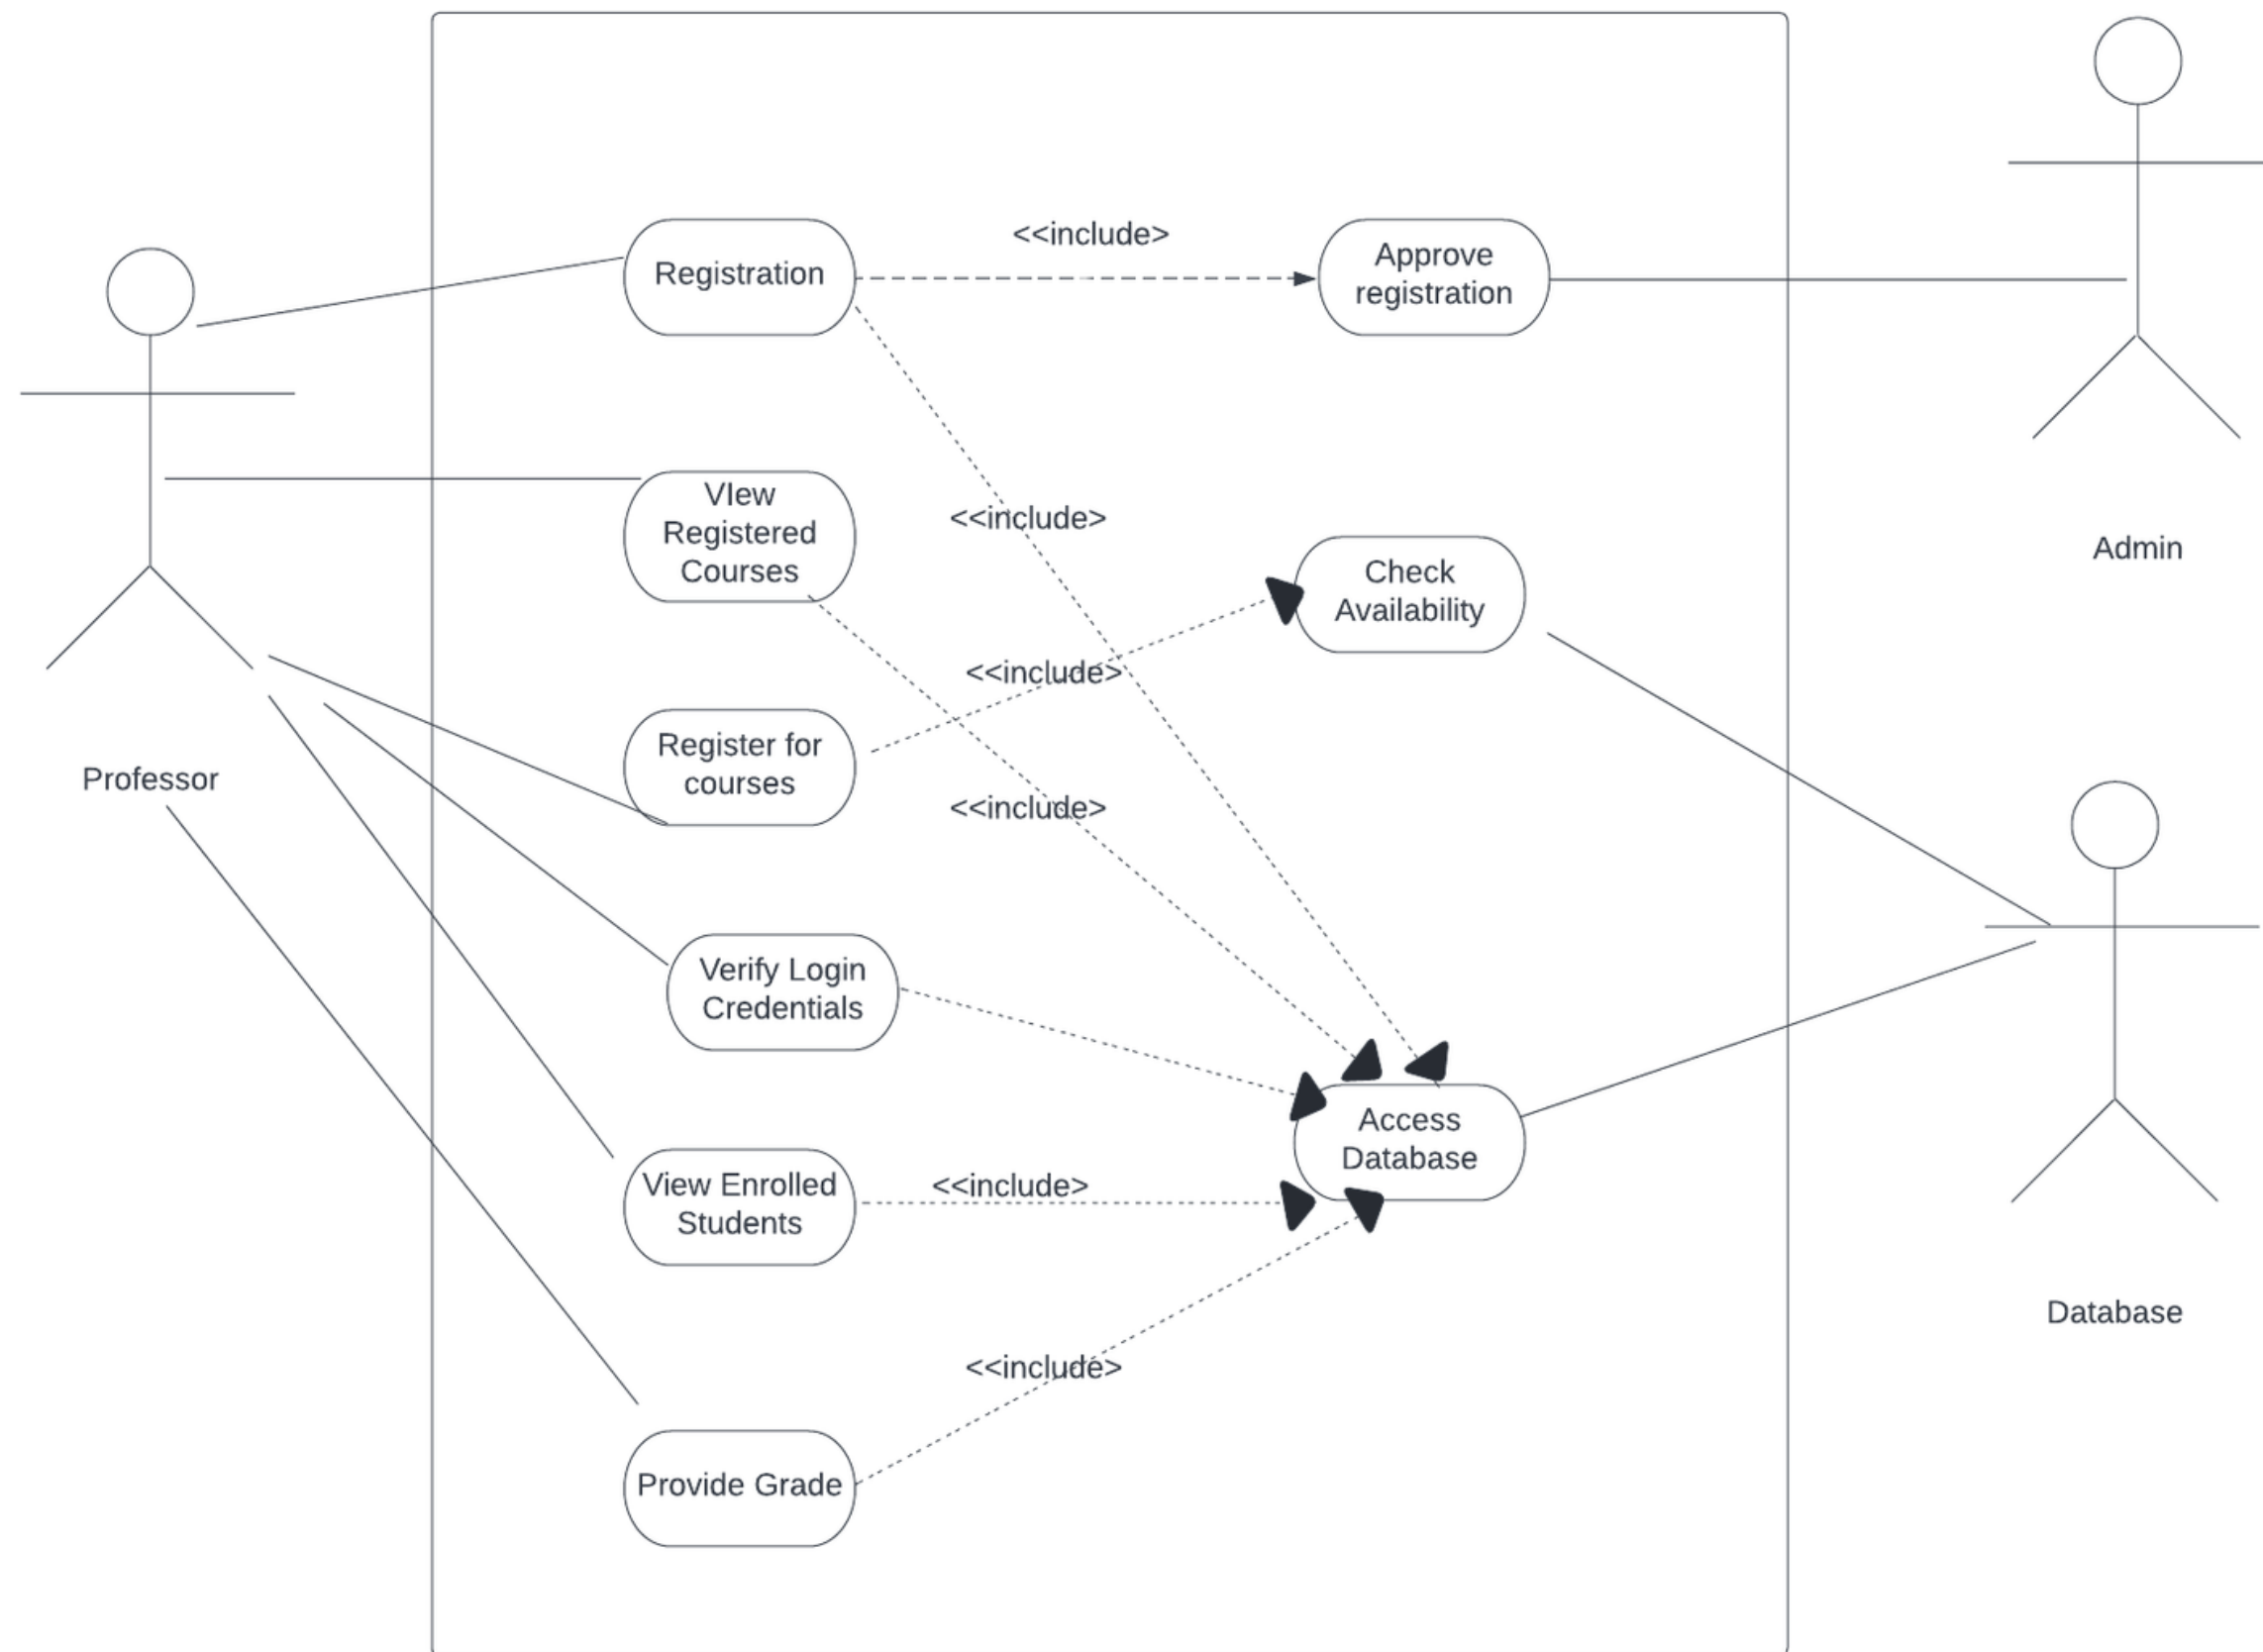 <<include>
Registration
Approve
registration
VIew
Registered
Courses
<<include>
Check
Availability
Admin
<<include>
Register for
courses
Professor
<<include>
Verify Login
Credentials
Access
Database
View Enrolled
Students
<<include>
Database
<<include>
Provide Grade